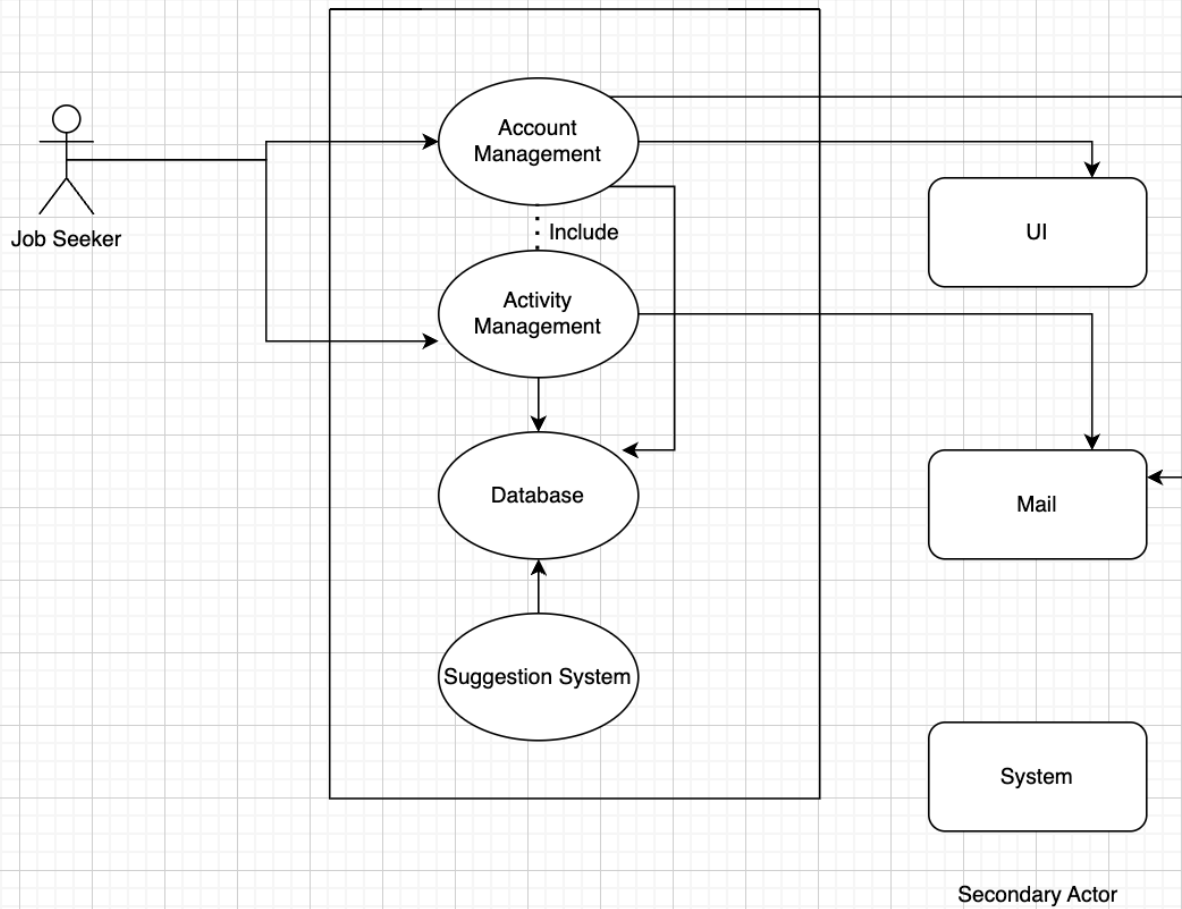 Account
Management
Job Seeker
Include
UI
Activity
Management
Database
Mail
Suggestion System
System
Secondary Actor